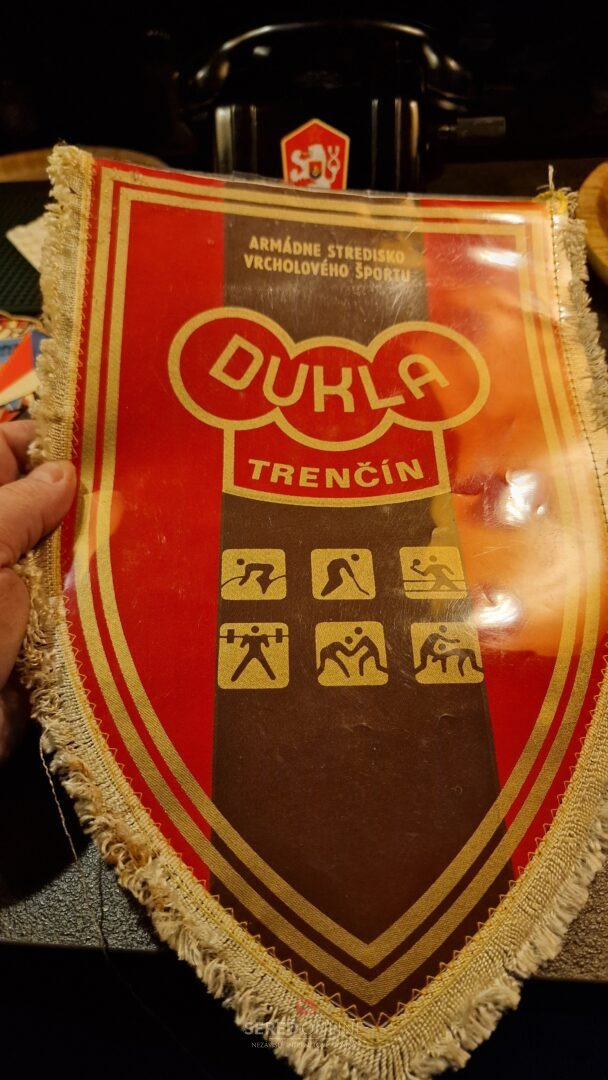 ARMÁDNE STREDISKO
VRCHOLOVÉHO ŠPORTU
DUKLA
TRENČÍN